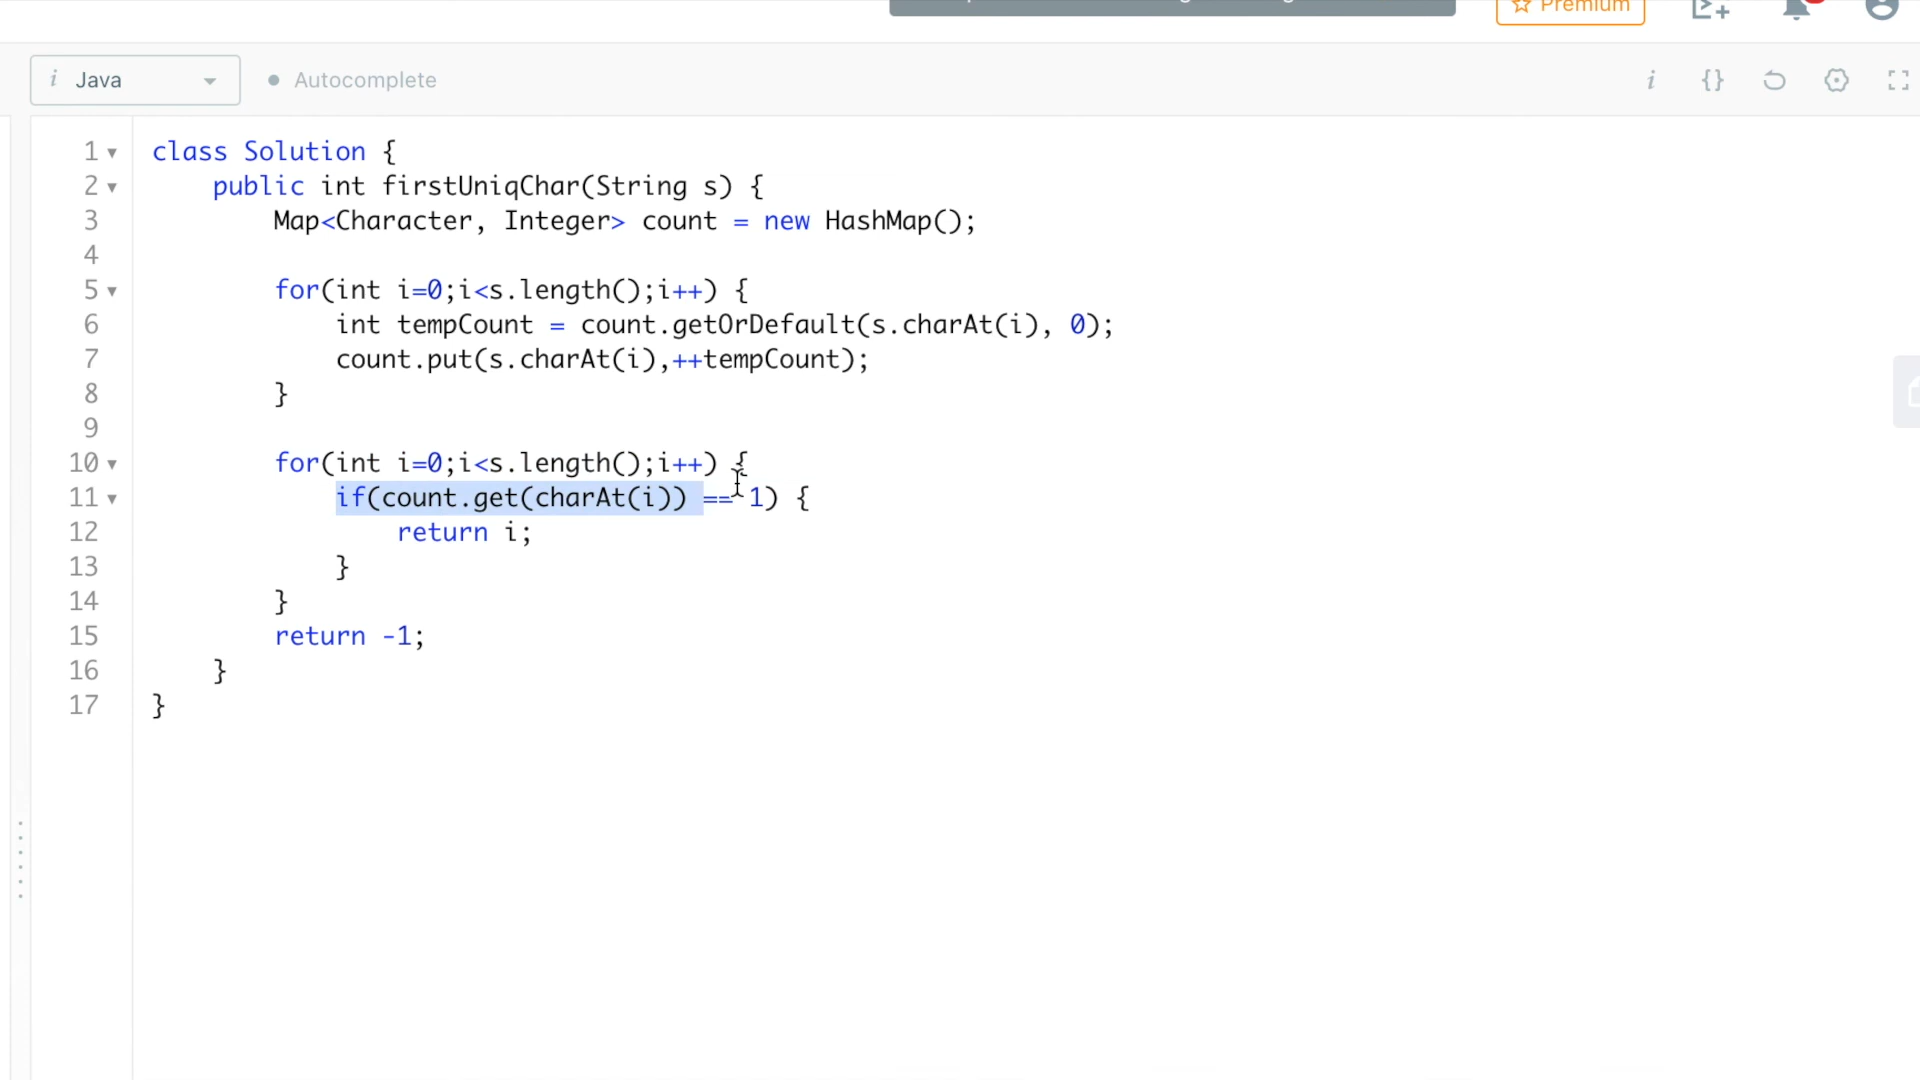 Premium
i Java
Autocomplete
i {}
1 class Solution {
2 public int firstUniqChar(String s) {
3 Map<Character, Integer> count = new HashMap();
4
5 for(int i=0;i<s.length();i++) {
6 int tempCount = count.getOrDefault(s.charAt(i), 0);
7 count.put(s.charAt(i),++tempCount);
8 }
9
10 for(int i=0;i<s.length();i++) {
11 if(count.get(charAt(i)) == 1) {
12 return i;
13 }
14 }
15 return -1;
16 }
17 }